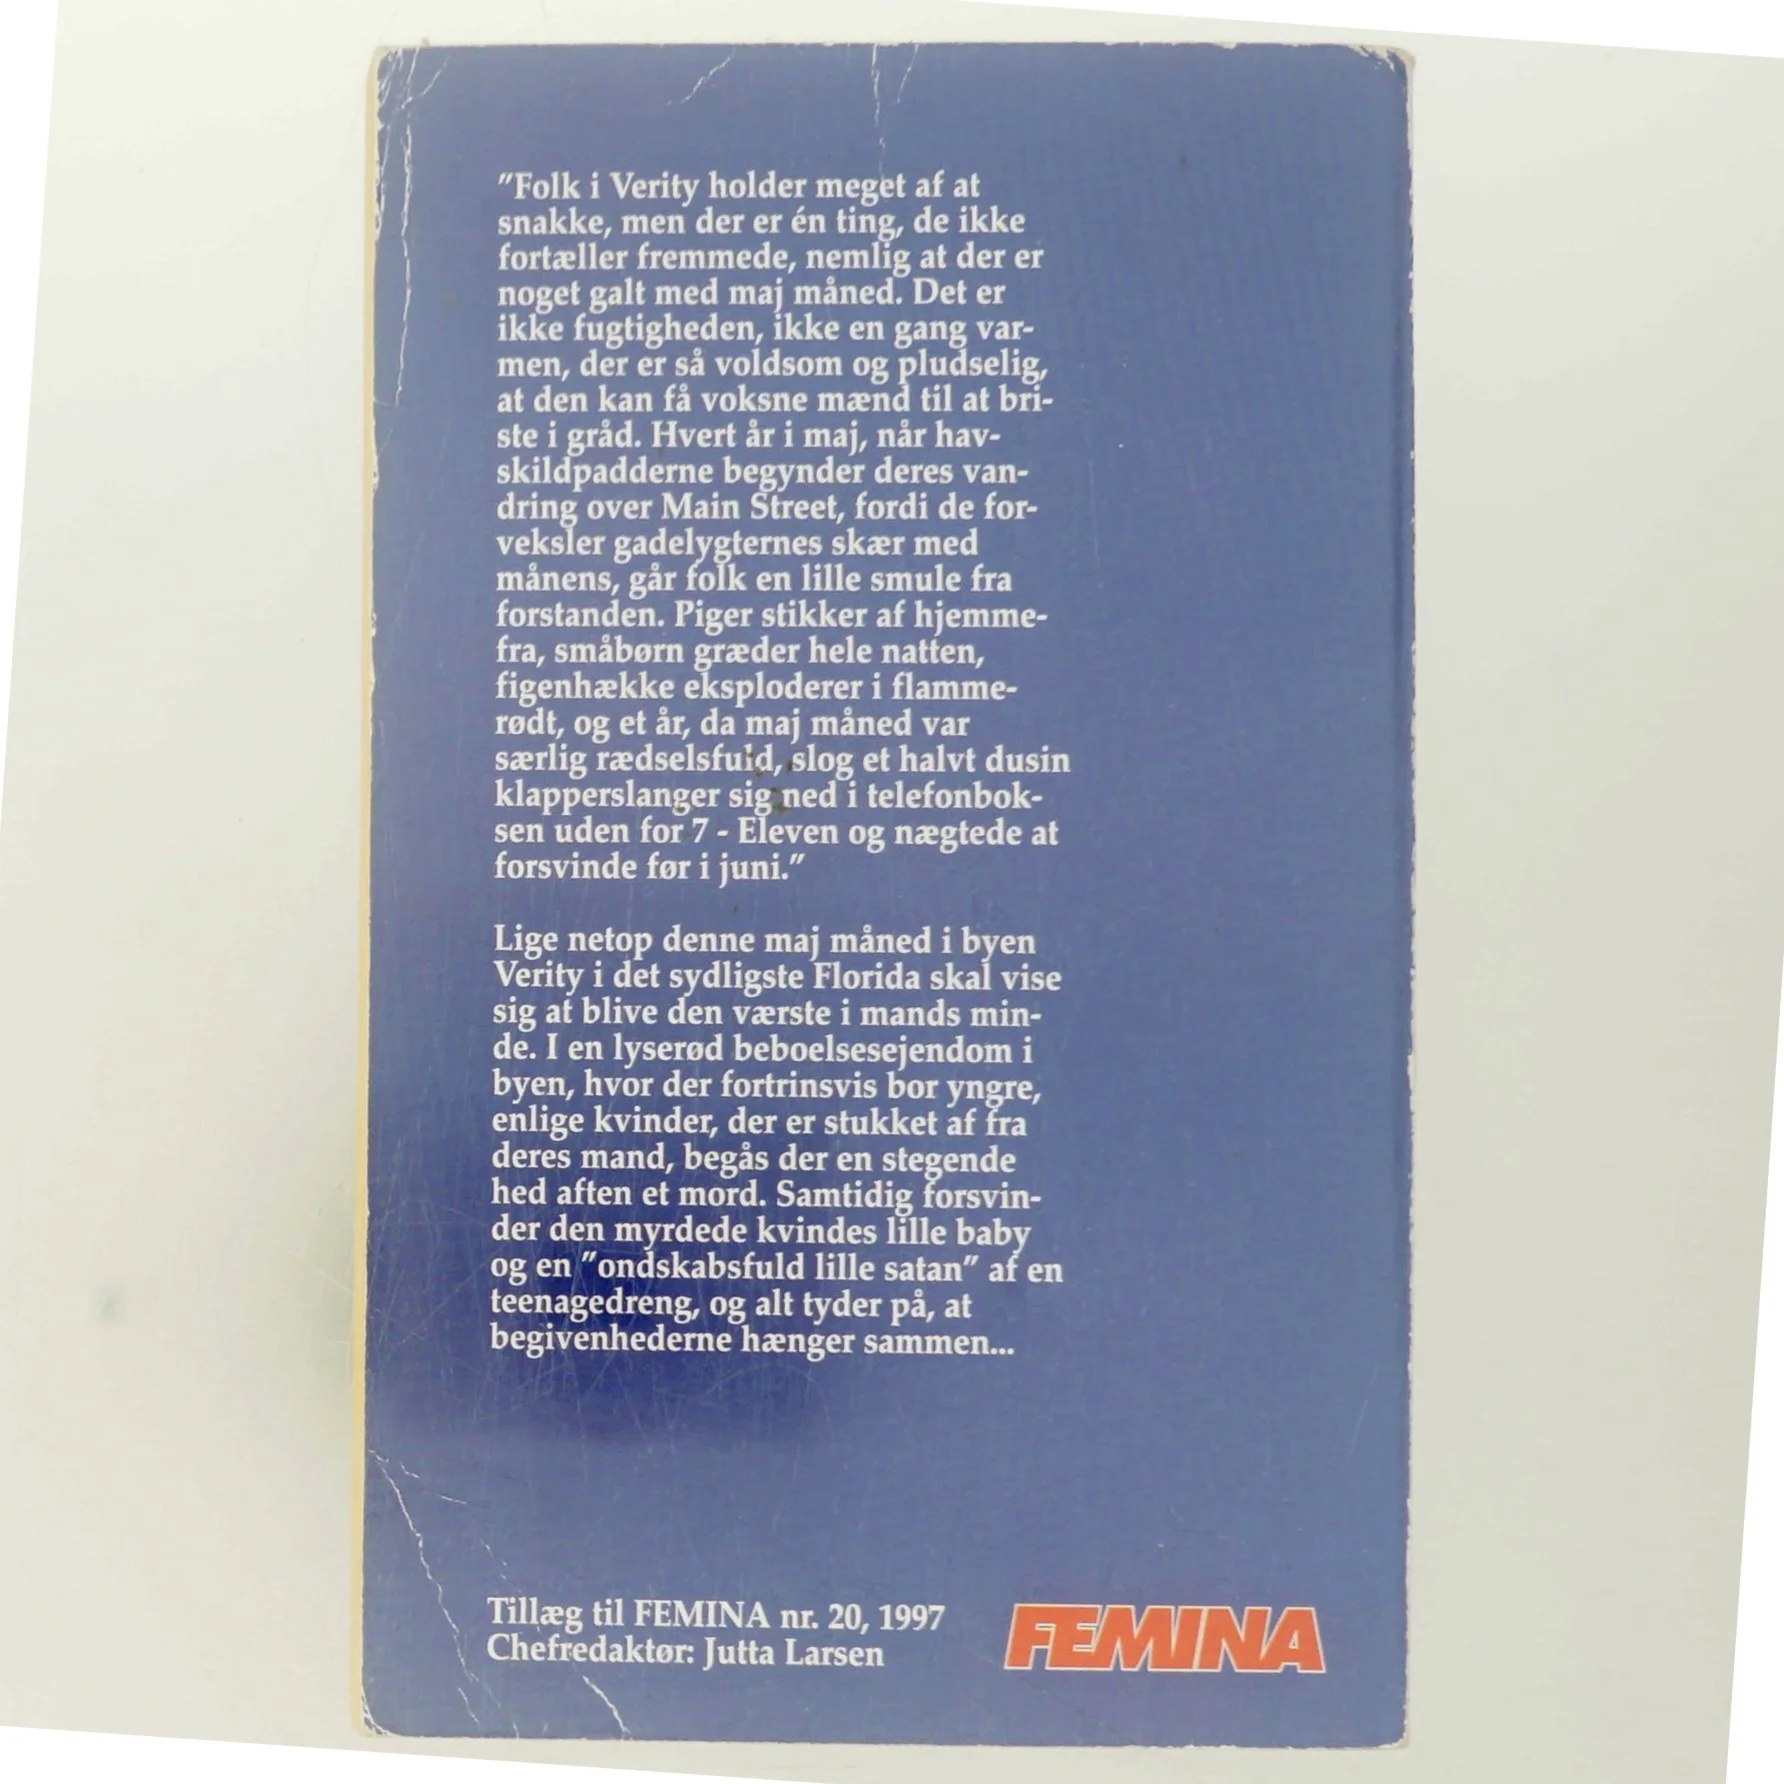 "Folk i Verity holder meget af at
snakke, men der er én ting, de ikke
fortæller fremmede, nemlig at der er
noget galt med maj måned. Det er
ikke fugtigheden, ikke en gang var-
men, der er så voldsom og pludselig,
at den kan få voksne mænd til at bri-
ste i gråd. Hvert år i maj, når hav-
skildpadderne begynder deres van-
dring over Main Street, fordi de for-
veksler gadelygternes skær med
månens, går folk en lille smule fra
forstanden. Piger stikker af hjemme-
fra, småbørn græder hele natten,
figenhække eksploderer i flamme-
rødt, og et år, da maj måned var
særlig rædselsfuld, slog et halvt dusin
klapperslanger sig ned i telefonbok-
sen uden for 7 - Eleven og nægtede at
forsvinde før i juni."
Lige netop denne maj måned i byen
Verity i det sydligste Florida skal vise
sig at blive den værste i mands min-
de. I en lyserød beboelsesejendom i
byen, hvor der fortrinsvis bor yngre,
enlige kvinder, der er stukket af fra
deres mand, begås der en stegende
hed aften et mord. Samtidig forsvin-
der den myrdede kvindes lille baby
og en "ondskabsfuld lille satan" af en
teenagedreng, og alt tyder på, at
begivenhederne hænger sammen...
Tillæg til FEMINA nr. 20, 1997
Chefredaktør: Jutta Larsen
FEMINA